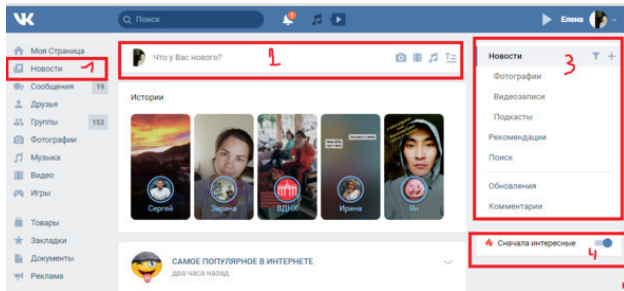 Поиск
Елена
Моя Страница
Новости
1
Сообщения 19
Друзья
Группы 152
Фотографии
Музыка
Видео
Игры
Товары
Закладки
Документы
Реклама
Что у Вас нового?
2
Истории
Сергей
Зарина
ВДНХ
Ирина
Ян
САМОЕ ПОПУЛЯРНОЕ В ИНТЕРНЕТЕ
два часа назад
Новости
3
Фотографии
Видеозаписи
Подкасты
Рекомендации
Поиск
Обновления
Комментарии
Сначала интересные
4